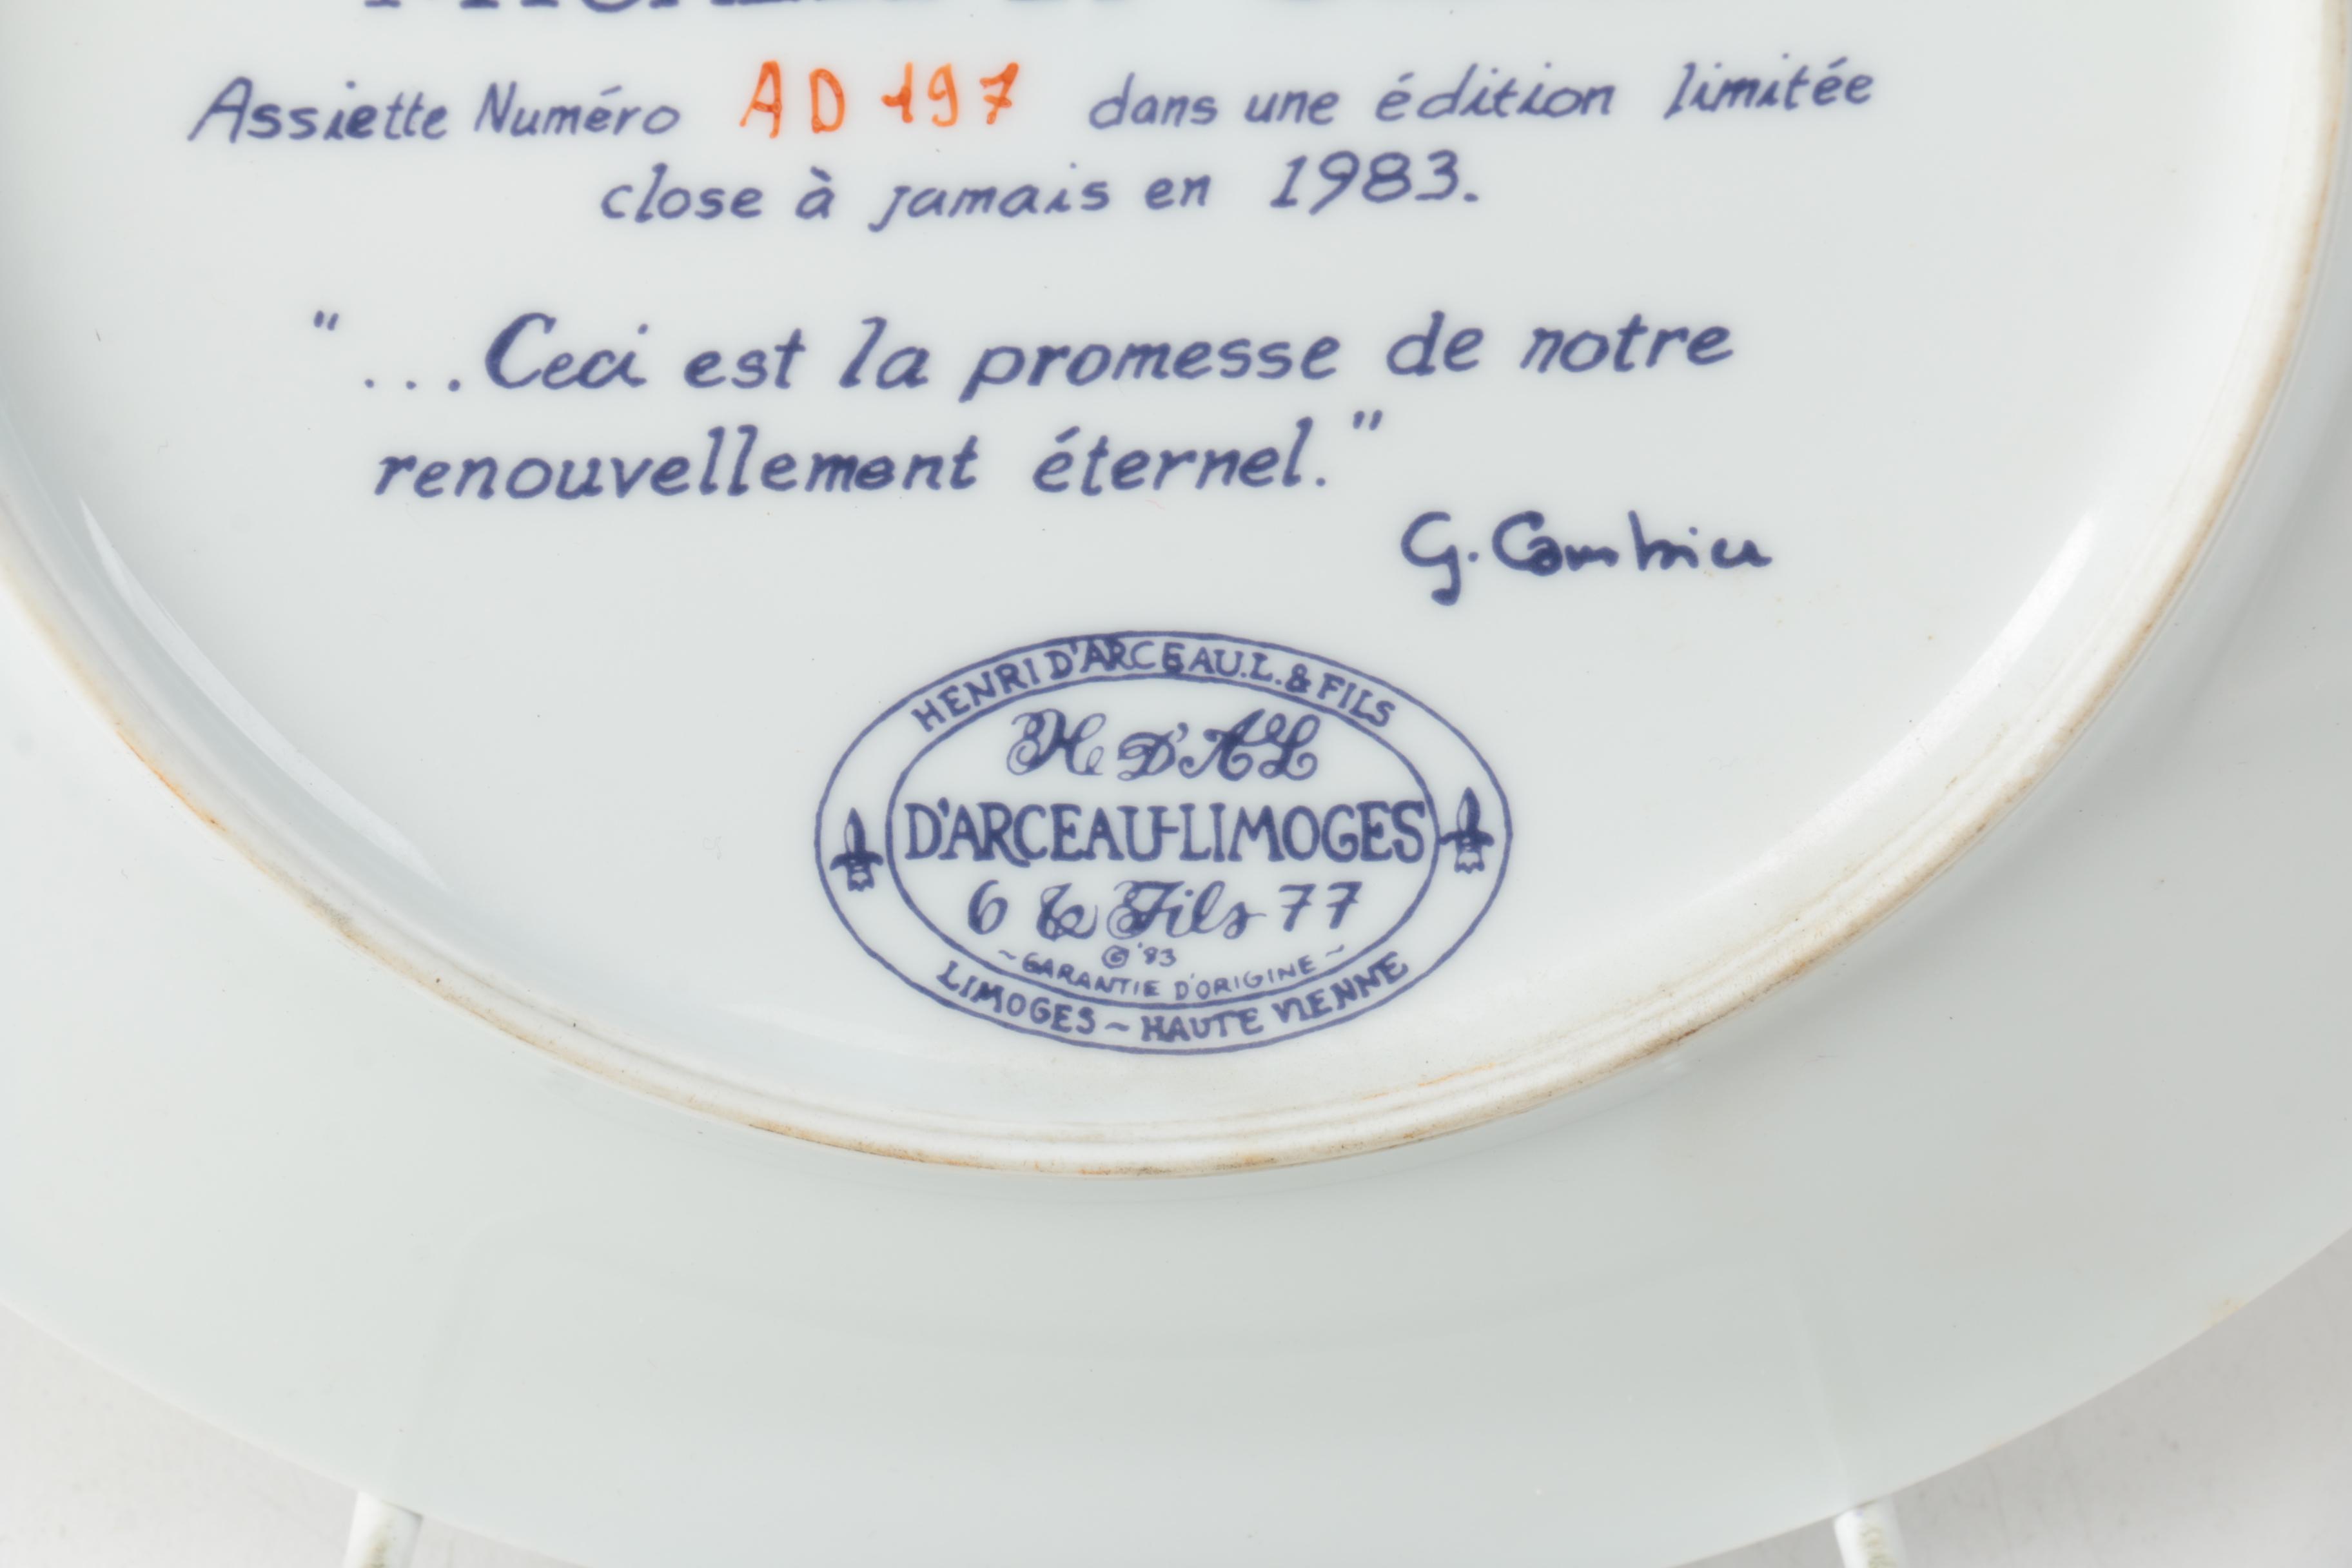 Assiette Numéro AD 197 dans une édition limitée
close à jamais en 1983.
"...Ceci est la promesse de notre
renouvellement éternel."
G. Cambier
HENRI D'ARCEAU.L. & FILS
H D'AL
D'ARCEAU-LIMOGES
6 & Fils 77
© '83
~GARANTIE D'ORIGINE~
LIMOGES ~ HAUTE VIENNE